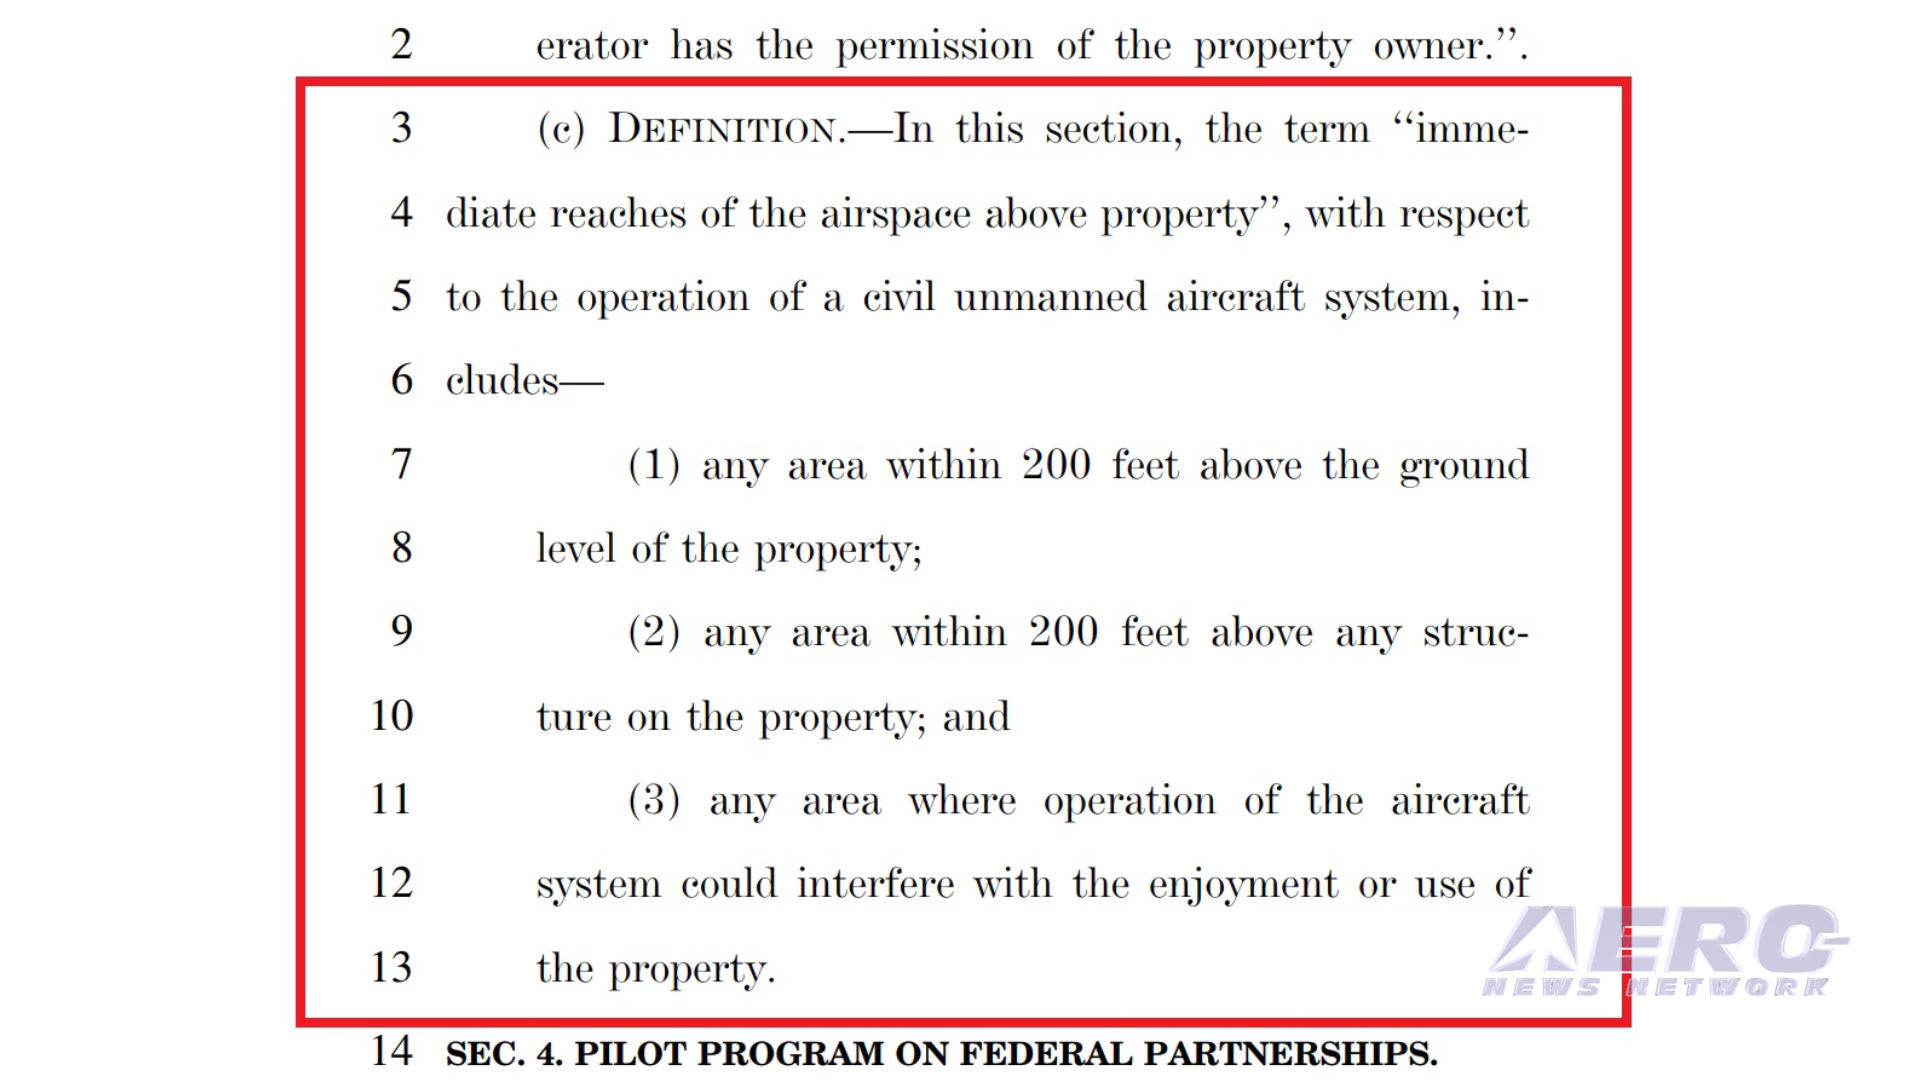 2 erator has the permission of the property owner.’’.
3 (c) DEFINITION.—In this section, the term ‘‘imme-
4 diate reaches of the airspace above property’’, with respect
5 to the operation of a civil unmanned aircraft system, in-
6 cludes—
7 (1) any area within 200 feet above the ground
8 level of the property;
9 (2) any area within 200 feet above any struc-
10 ture on the property; and
11 (3) any area where operation of the aircraft
12 system could interfere with the enjoyment or use of
13 the property.
AERO
NEWS NETWORK
14 SEC. 4. PILOT PROGRAM ON FEDERAL PARTNERSHIPS.